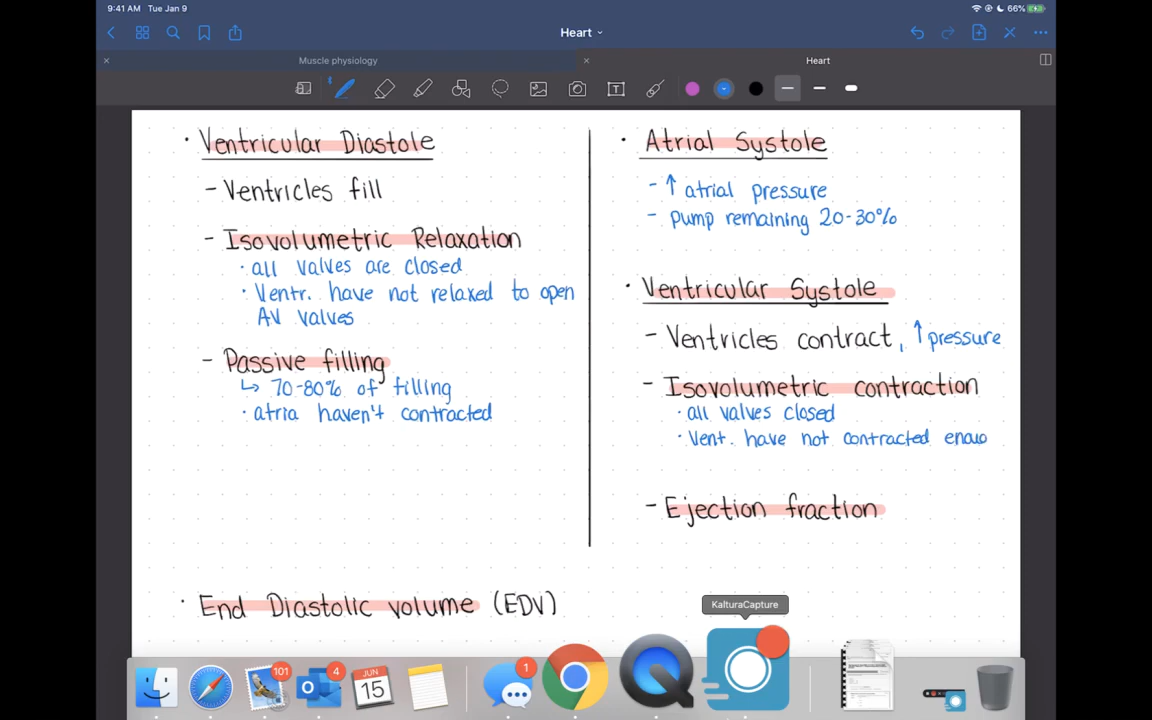 9:41 AM Tue Jan 9
66%
Heart
Muscle physiology
Heart
T
· Ventricular Diastole
- Ventricles fill
- Isovolumetric Relaxation
· all valves are closed
· Ventr. have not relaxed to open
AV valves
- Passive filling
↳ 70-80% of filling
· atria haven't contracted
· End Diastolic volume (EDV)
· Atrial Systole
- ↑ atrial pressure
- pump remaining 20-30%
· Ventricular Systole
- Ventricles contract, ↑ pressure
- Isovolumetric contraction
· all valves closed
· Vent. have not contracted enou
- Ejection fraction
KalturaCapture
101
4
JUN
15
1